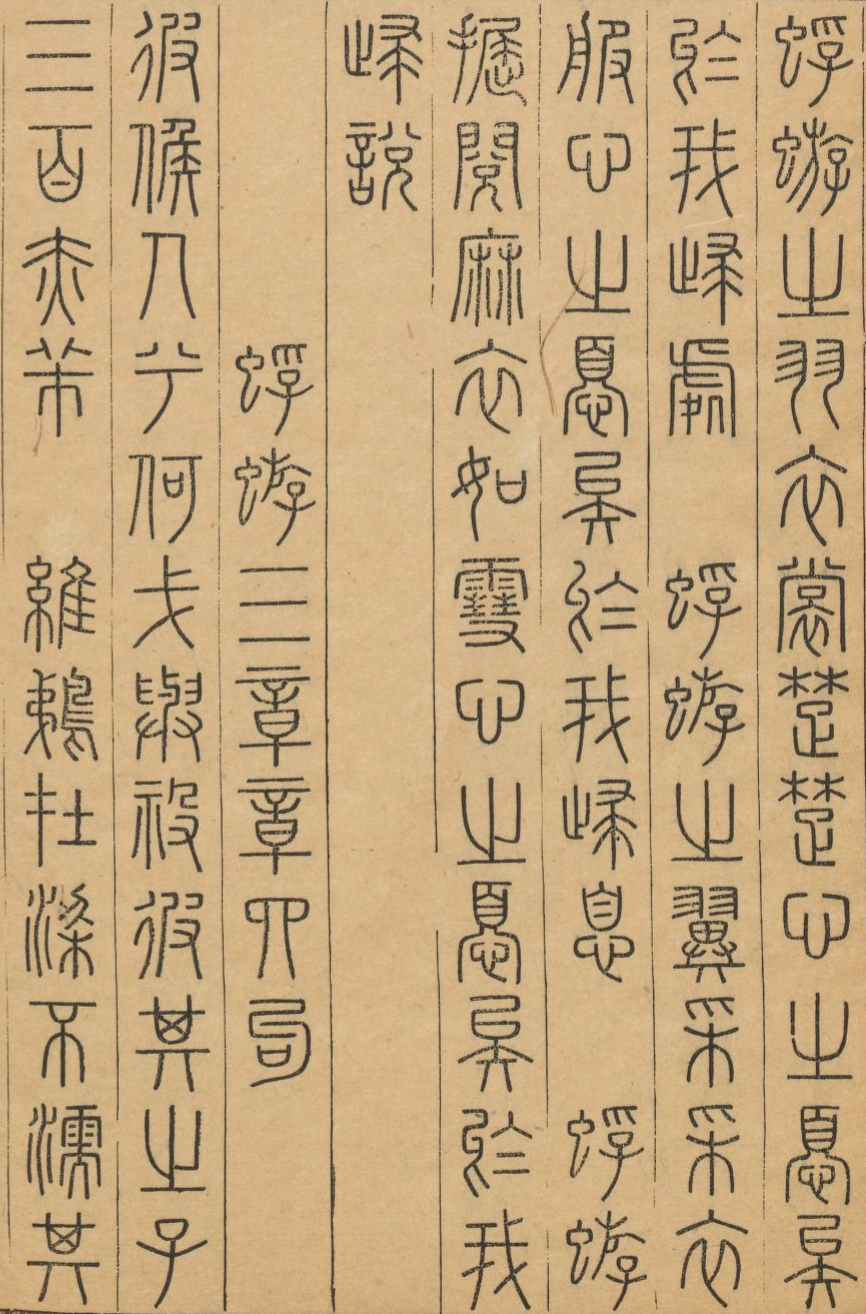 蜉蝣之羽衣裳楚楚心之憂矣
於我歸處　蜉蝣之翼采采衣
服心之憂矣於我歸息　蜉蝣
掘閱麻衣如雪心之憂矣於我
歸說
蜉蝣三章章四句
彼候人兮何戈與祋彼其之子
三百赤芾　維鵜在梁不濡其